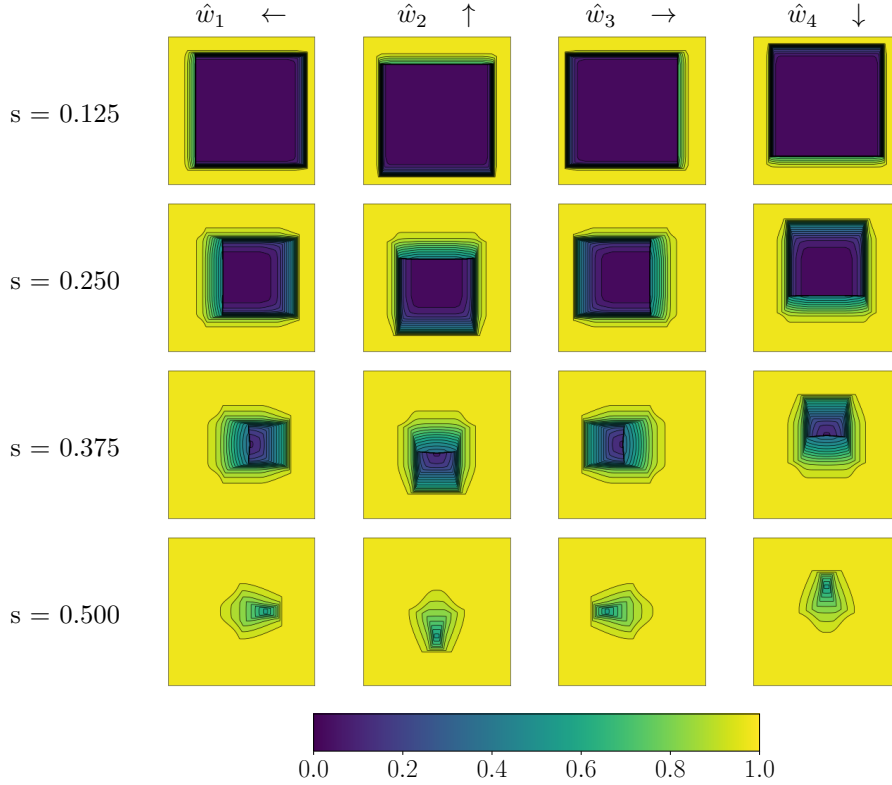 ŵ₁ ← ŵ₂ ↑ ŵ₃ → ŵ₄ ↓
s = 0.125
s = 0.250
s = 0.375
s = 0.500
0.0 0.2 0.4 0.6 0.8 1.0